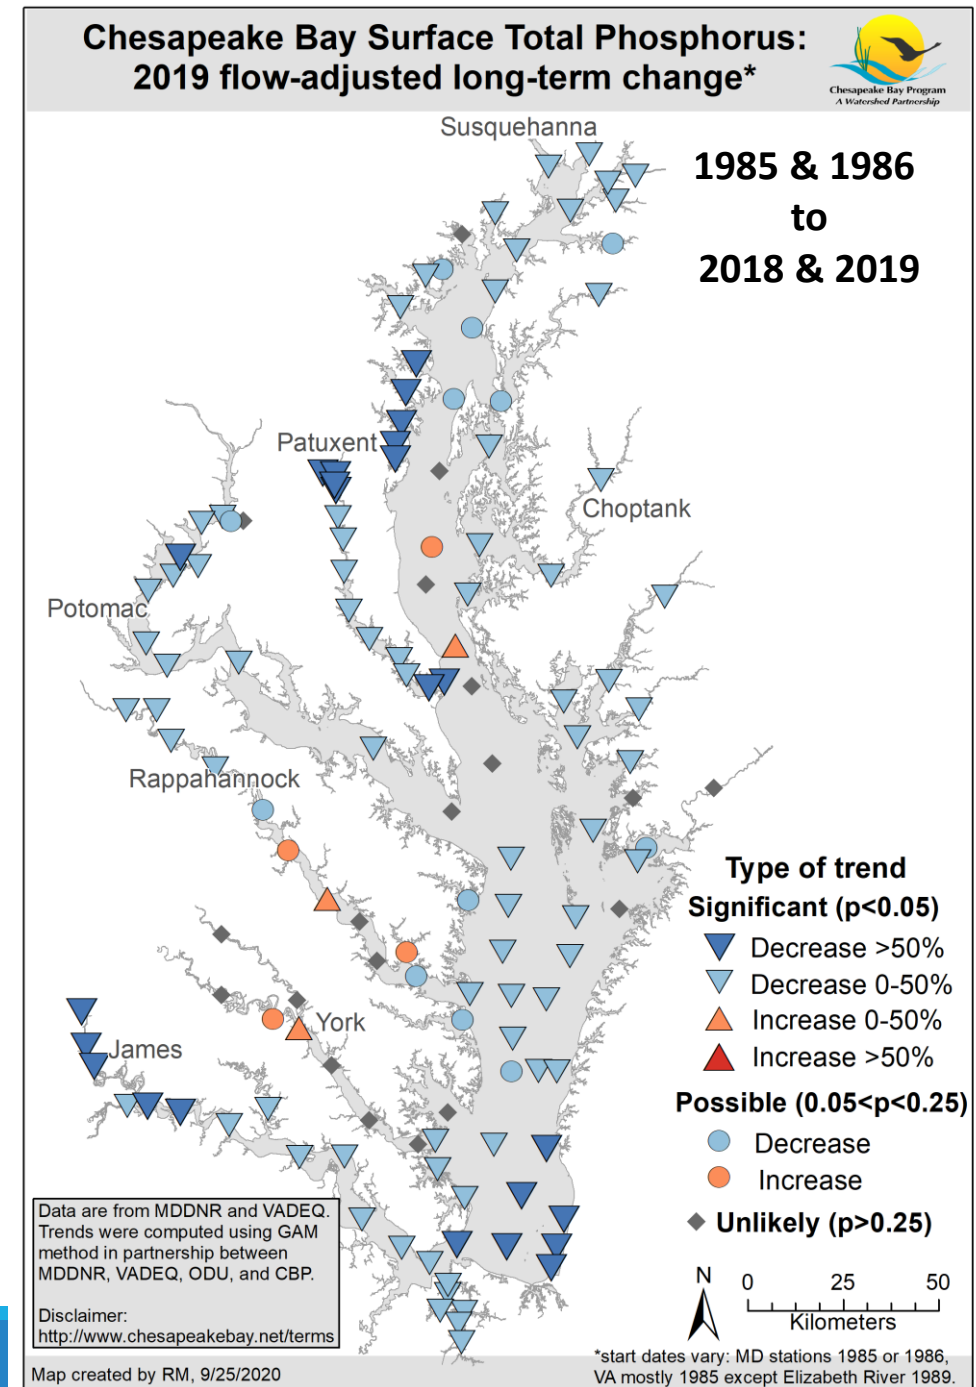 Chesapeake Bay Surface Total Phosphorus:
2019 flow-adjusted long-term change*
Chesapeake Bay Program
A Watershed Partnership
Susquehanna
1985 & 1986
to
2018 & 2019
Patuxent
Choptank
Potomac
Rappahannock
York
James
Type of trend
Significant (p<0.05)
Decrease >50%
Decrease 0-50%
Increase 0-50%
Increase >50%
Possible (0.05<p<0.25)
Decrease
Increase
Unlikely (p>0.25)
Data are from MDDNR and VADEQ.
Trends were computed using GAM
method in partnership between
MDDNR, VADEQ, ODU, and CBP.
Disclaimer:
http://www.chesapeakebay.net/terms
N
0 25 50
Kilometers
*start dates vary: MD stations 1985 or 1986,
VA mostly 1985 except Elizabeth River 1989.
Map created by RM, 9/25/2020